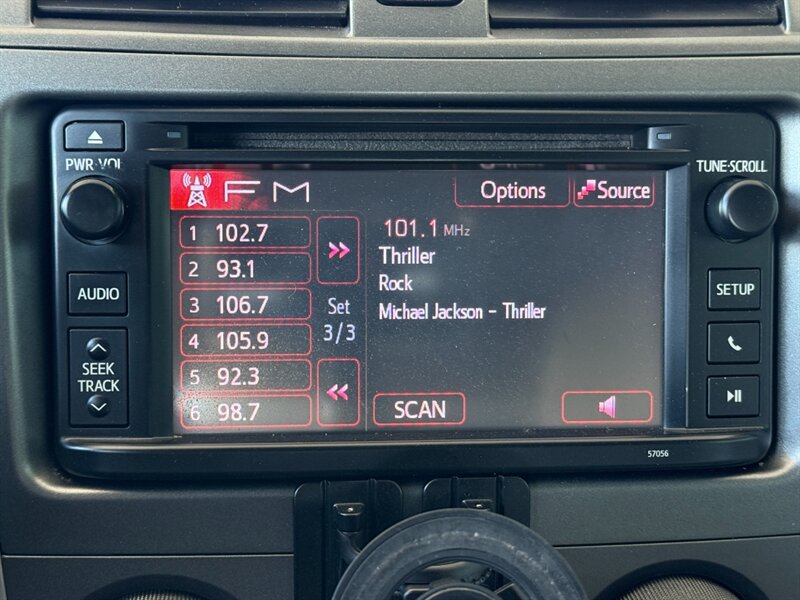 PWR·VOL
TUNE·SCROLL
FM
Options
Source
1 102.7
2 93.1
3 106.7
4 105.9
5 92.3
6 98.7
Set
3/3
101.1 MHz
Thriller
Rock
Michael Jackson - Thriller
SCAN
AUDIO
SEEK
TRACK
SETUP
57056